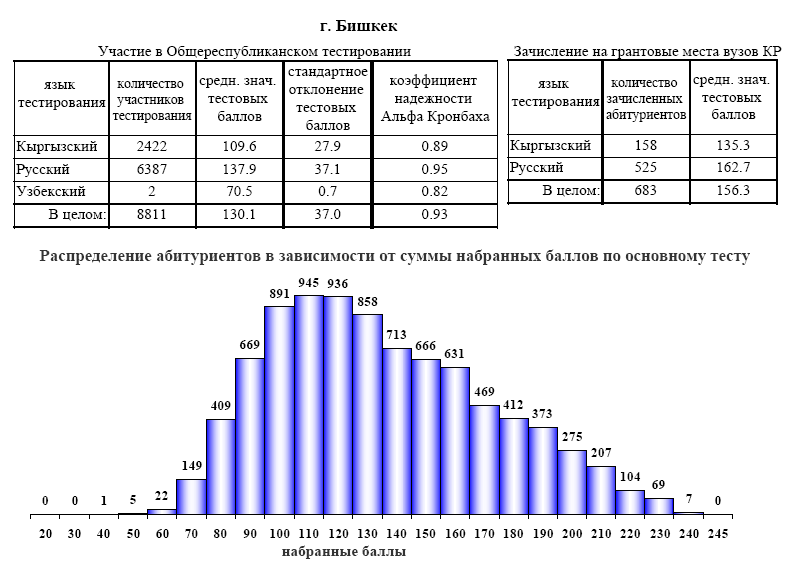 г. Бишкек
Участие в Общереспубликанском тестировании
язык тестирования | количество участников тестирования | средн. знач. тестовых баллов | стандартное отклонение тестовых баллов | коэффициент надежности Альфа Кронбаха
Кыргызский 2422 109.6 27.9 0.89
Русский 6387 137.9 37.1 0.95
Узбекский 2 70.5 0.7 0.82
В целом: 8811 130.1 37.0 0.93
Зачисление на грантовые места вузов КР
язык тестирования | количество зачисленных абитуриентов | средн. знач. тестовых баллов
Кыргызский 158 135.3
Русский 525 162.7
В целом: 683 156.3
Распределение абитуриентов в зависимости от суммы набранных баллов по основному тесту
0 0 1 5 22 149 409 669 891 945 936 858 713 666 631 469 412 373 275 207 104 69 7 0
20 30 40 50 60 70 80 90 100 110 120 130 140 150 160 170 180 190 200 210 220 230 240 245
набранные баллы